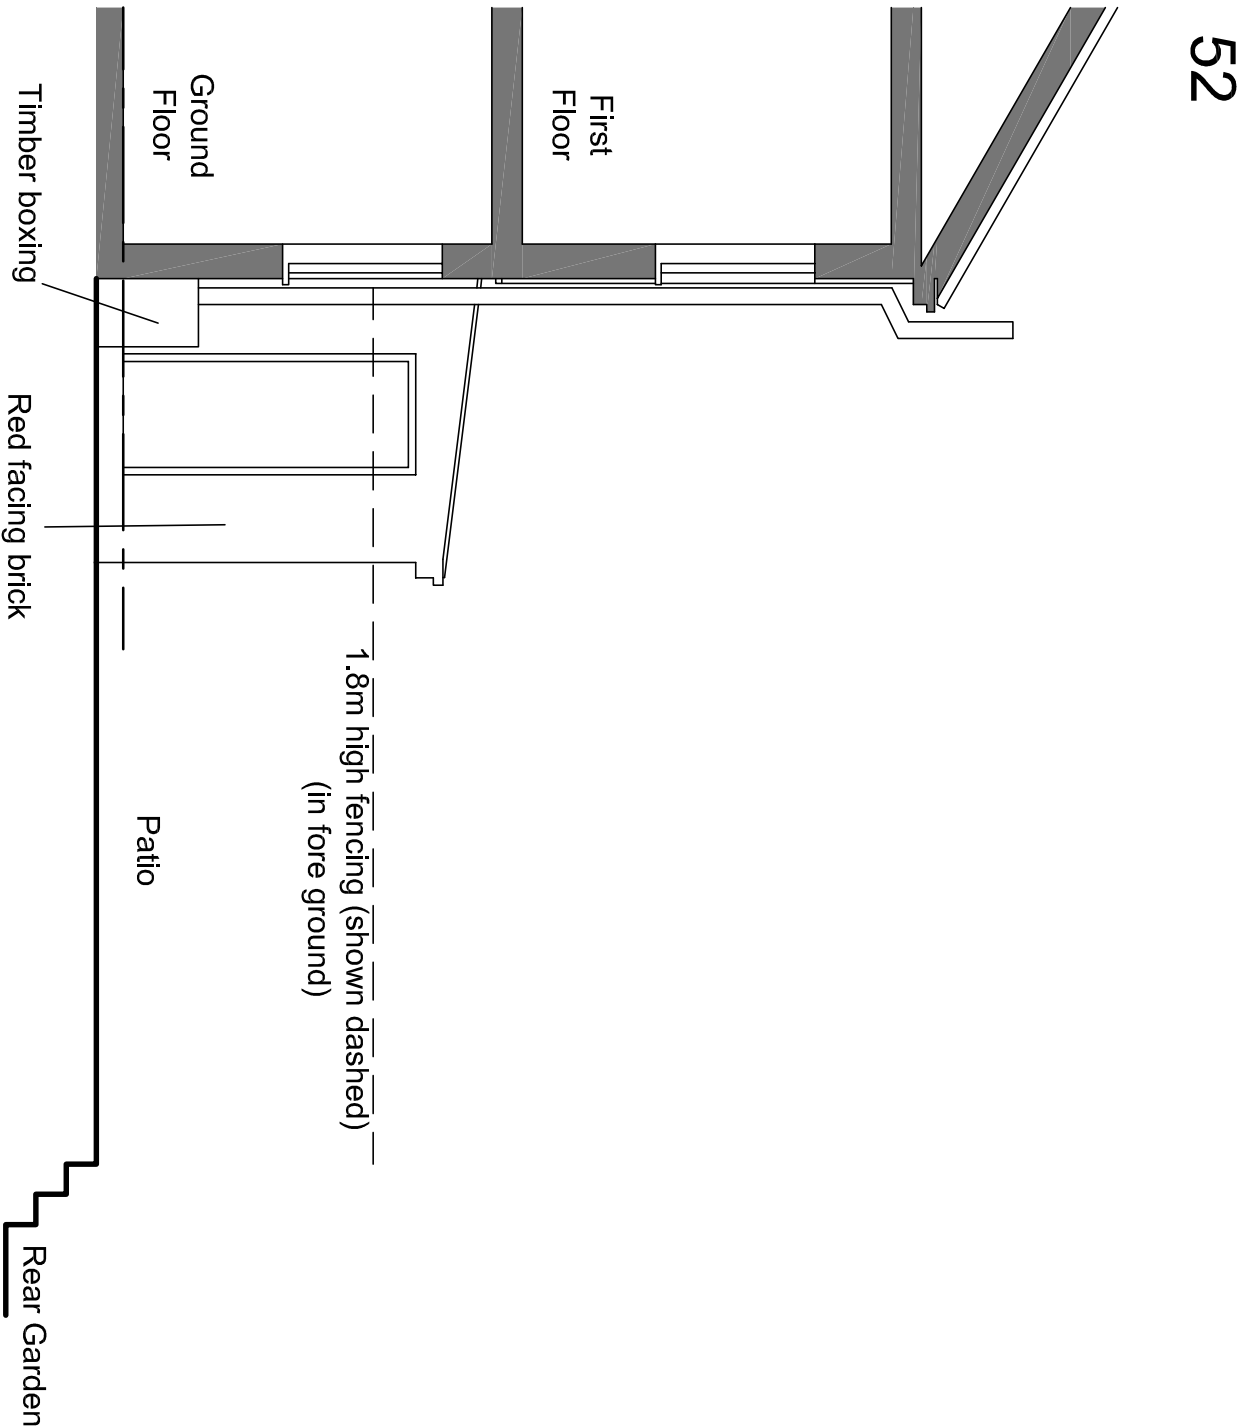 52
First
Floor
Ground
Floor
1.8m high fencing (shown dashed)
(in fore ground)
Patio
Timber boxing
Red facing brick
Rear Garden